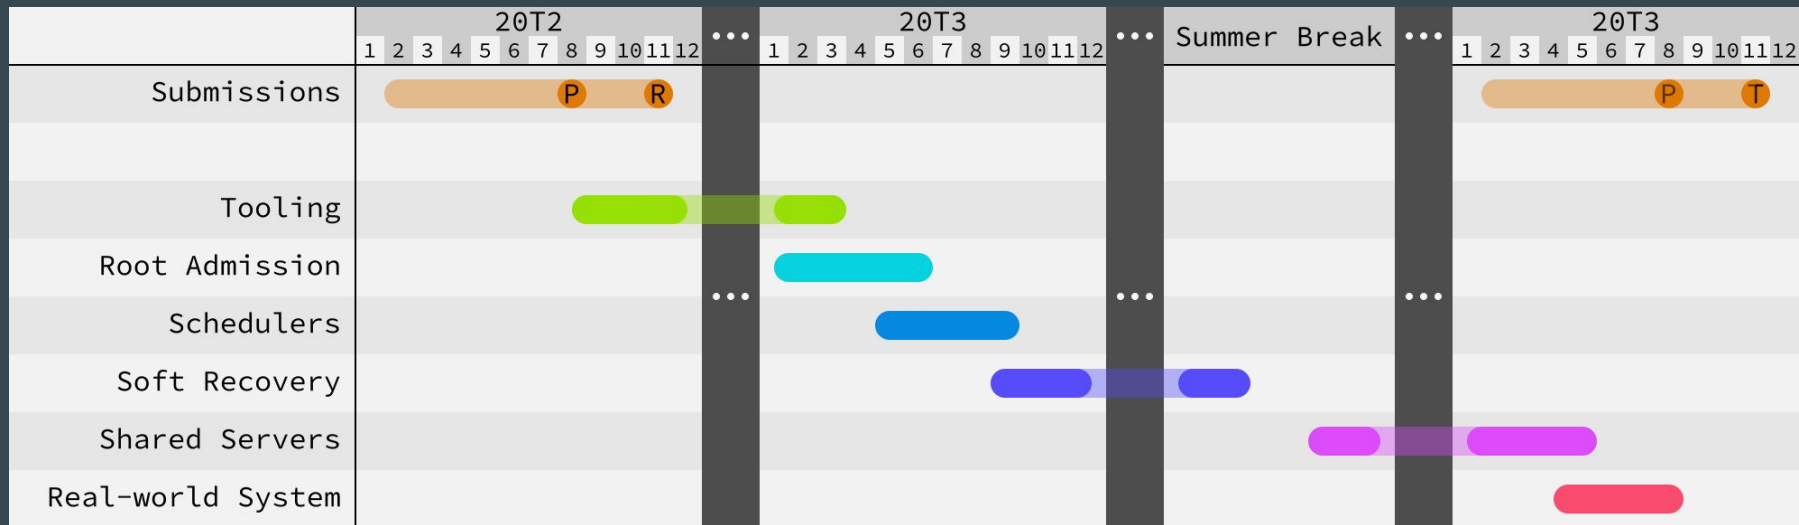 20T2 ... 20T3 ... Summer Break ... 20T3
1 2 3 4 5 6 7 8 9 10 11 12 1 2 3 4 5 6 7 8 9 10 11 12 1 2 3 4 5 6 7 8 9 10 11 12
Submissions P R P T
Tooling
Root Admission
... ... ...
Schedulers
Soft Recovery
Shared Servers
Real-world System